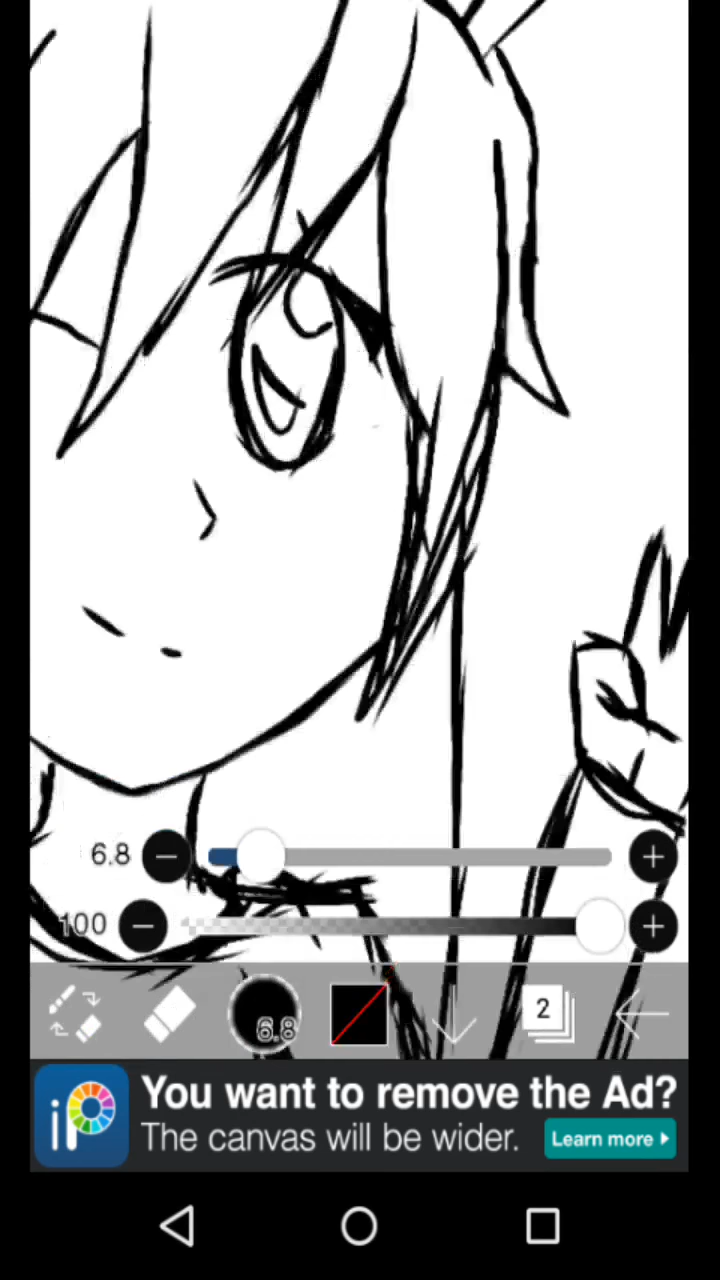 6.8
100
6.8
2
iP
You want to remove the Ad?
The canvas will be wider.
Learn more